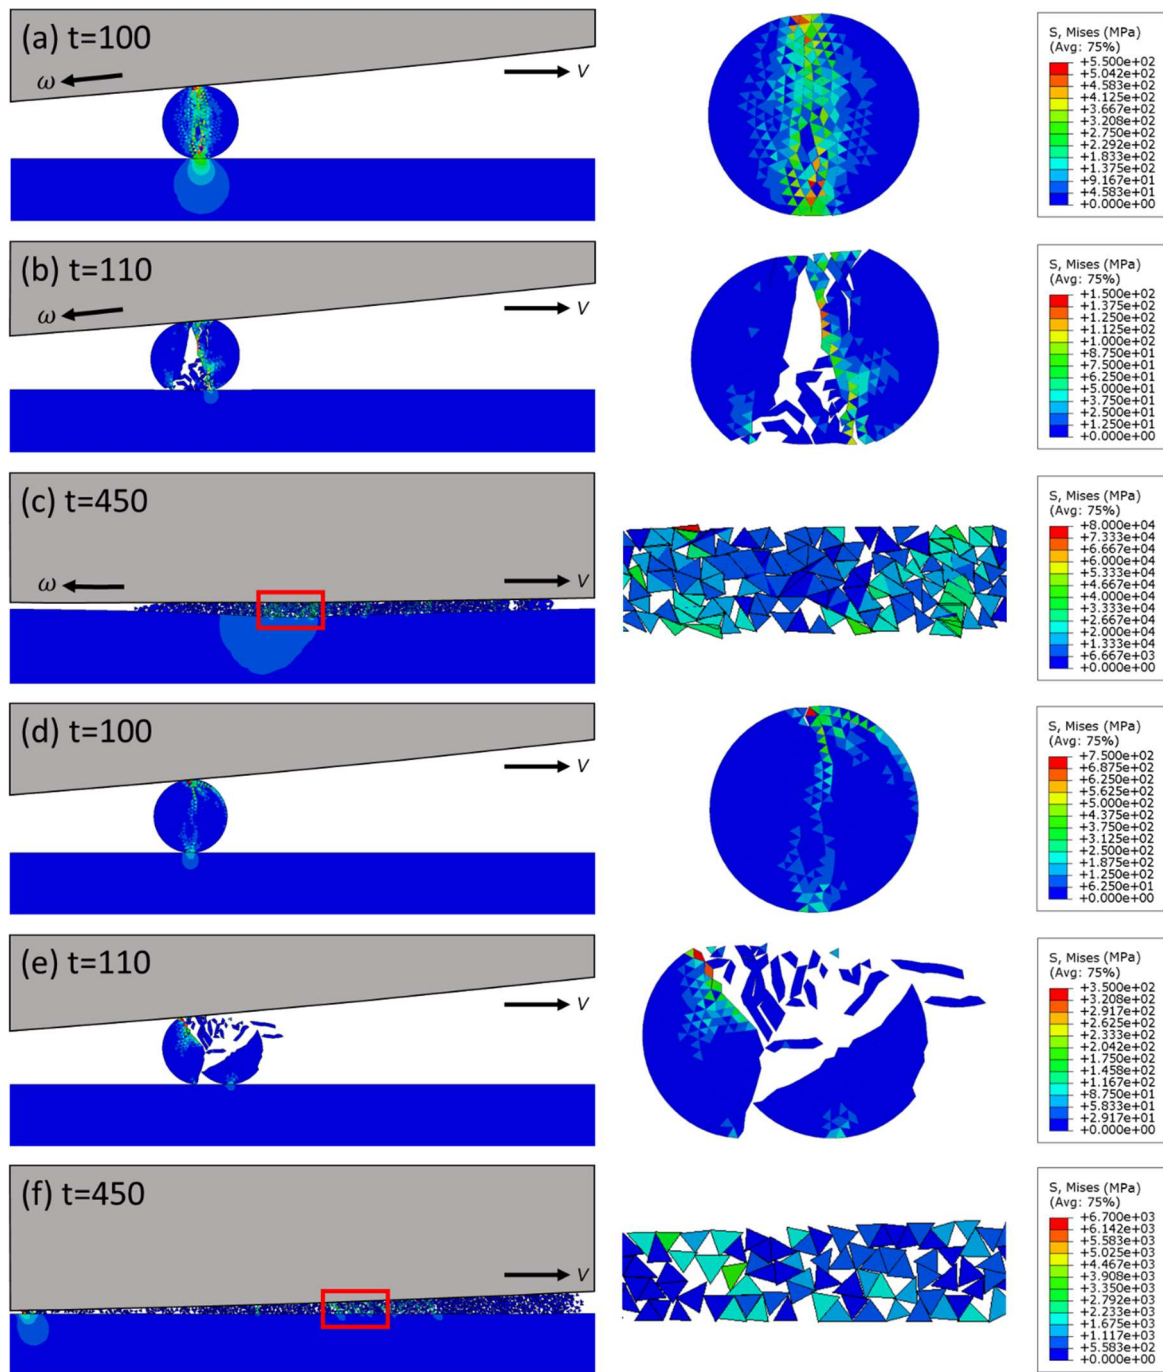 (a) t=100
ω
V
S, Mises (MPa)
(Avg: 75%)
+5.500e+02
+5.042e+02
+4.583e+02
+4.125e+02
+3.667e+02
+3.208e+02
+2.750e+02
+2.292e+02
+1.833e+02
+1.375e+02
+9.167e+01
+4.583e+01
+0.000e+00
(b) t=110
ω
V
S, Mises (MPa)
(Avg: 75%)
+1.500e+02
+1.375e+02
+1.250e+02
+1.125e+02
+1.000e+02
+8.750e+01
+7.500e+01
+6.250e+01
+5.000e+01
+3.750e+01
+2.500e+01
+1.250e+01
+0.000e+00
(c) t=450
ω
V
S, Mises (MPa)
(Avg: 75%)
+8.000e+04
+7.333e+04
+6.667e+04
+6.000e+04
+5.333e+04
+4.667e+04
+4.000e+04
+3.333e+04
+2.667e+04
+2.000e+04
+1.333e+04
+6.667e+03
+0.000e+00
(d) t=100
V
S, Mises (MPa)
(Avg: 75%)
+7.500e+02
+6.875e+02
+6.250e+02
+5.625e+02
+5.000e+02
+4.375e+02
+3.750e+02
+3.125e+02
+2.500e+02
+1.875e+02
+1.250e+02
+6.250e+01
+0.000e+00
(e) t=110
V
S, Mises (MPa)
(Avg: 75%)
+3.500e+02
+3.208e+02
+2.917e+02
+2.625e+02
+2.333e+02
+2.042e+02
+1.750e+02
+1.458e+02
+1.167e+02
+8.750e+01
+5.833e+01
+2.917e+01
+0.000e+00
(f) t=450
V
S, Mises (MPa)
(Avg: 75%)
+6.700e+03
+6.142e+03
+5.583e+03
+5.025e+03
+4.467e+03
+3.908e+03
+3.350e+03
+2.792e+03
+2.233e+03
+1.675e+03
+1.117e+03
+5.583e+02
+0.000e+00